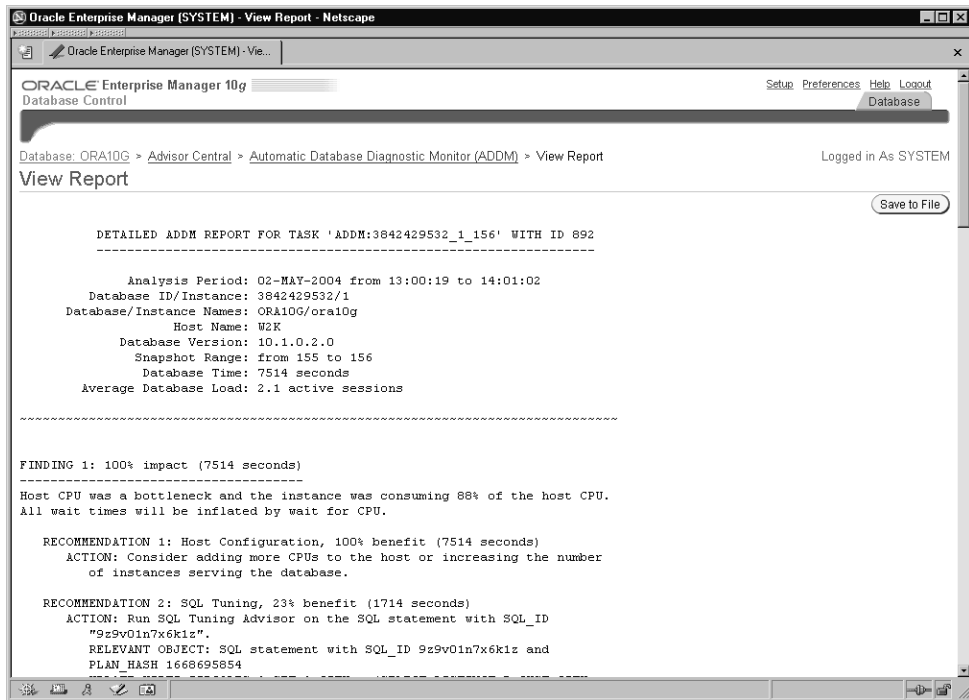 Oracle Enterprise Manager (SYSTEM) - View Report - Netscape
Oracle Enterprise Manager (SYSTEM) - Vie...
ORACLE Enterprise Manager 10g
Database Control
Setup Preferences Help Logout
Database
Database: ORA10G > Advisor Central > Automatic Database Diagnostic Monitor (ADDM) > View Report
Logged in As SYSTEM
View Report
Save to File
DETAILED ADDM REPORT FOR TASK 'ADDM:3842429532_1_156' WITH ID 892
-----------------------------------------------------------------
Analysis Period: 02-MAY-2004 from 13:00:19 to 14:01:02
Database ID/Instance: 3842429532/1
Database/Instance Names: ORA10G/ora10g
Host Name: W2K
Database Version: 10.1.0.2.0
Snapshot Range: from 155 to 156
Database Time: 7514 seconds
Average Database Load: 2.1 active sessions
~~~~~~~~~~~~~~~~~~~~~~~~~~~~~~~~~~~~~~~~~~~~~~~~~~~~~~~~~~~~~~~~~~~~~~~~~~~~~~
FINDING 1: 100% impact (7514 seconds)
-------------------------------------
Host CPU was a bottleneck and the instance was consuming 88% of the host CPU.
All wait times will be inflated by wait for CPU.
RECOMMENDATION 1: Host Configuration, 100% benefit (7514 seconds)
ACTION: Consider adding more CPUs to the host or increasing the number
of instances serving the database.
RECOMMENDATION 2: SQL Tuning, 23% benefit (1714 seconds)
ACTION: Run SQL Tuning Advisor on the SQL statement with SQL_ID
"9z9v01n7x6k1z".
RELEVANT OBJECT: SQL statement with SQL_ID 9z9v01n7x6k1z and
PLAN_HASH 1668695854